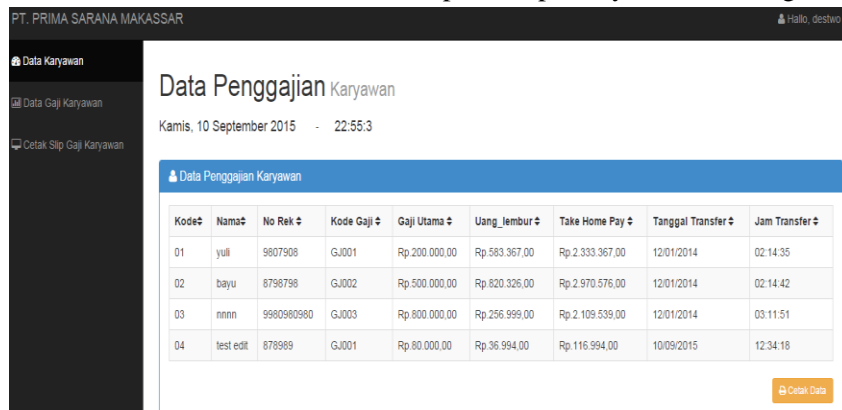 PT. PRIMA SARANA MAKASSAR Hallo, destwo
Data Karyawan
Data Gaji Karyawan
Cetak Slip Gaji Karyawan
Data Penggajian Karyawan
Kamis, 10 September 2015 - 22:55:3
Data Penggajian Karyawan
Kode Nama No Rek Kode Gaji Gaji Utama Uang_lembur Take Home Pay Tanggal Transfer Jam Transfer
01 yuli 9807908 GJ001 Rp.200.000,00 Rp.583.367,00 Rp.2.333.367,00 12/01/2014 02:14:35
02 bayu 8798798 GJ002 Rp.500.000,00 Rp.820.326,00 Rp.2.970.576,00 12/01/2014 02:14:42
03 nnnn 9980980980 GJ003 Rp.800.000,00 Rp.256.999,00 Rp.2.109.539,00 12/01/2014 03:11:51
04 test edit 878989 GJ001 Rp.80.000,00 Rp.36.994,00 Rp.116.994,00 10/09/2015 12:34:18
Cetak Data